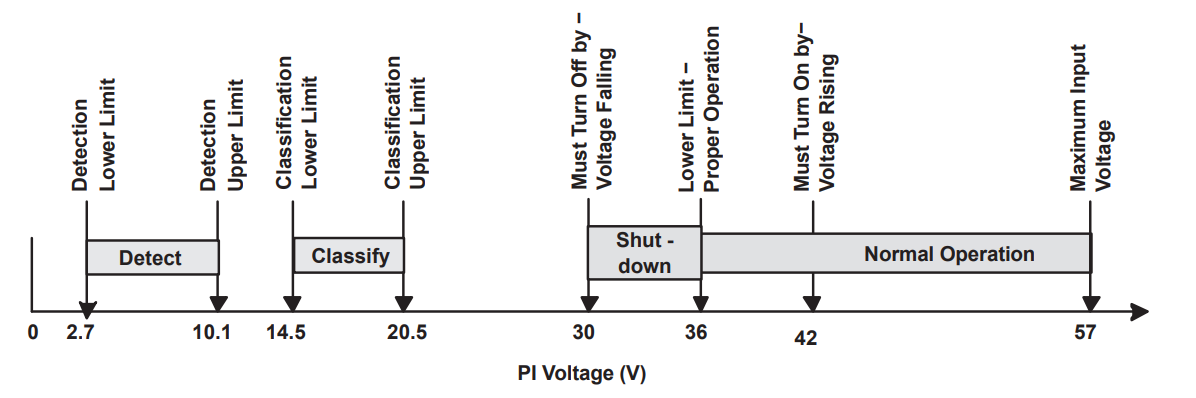 Detection
Lower Limit
Detection
Upper Limit
Classification
Lower Limit
Classification
Upper Limit
Must Turn Off by –
Voltage Falling
Lower Limit –
Proper Operation
Must Turn On by–
Voltage Rising
Maximum Input
Voltage
Detect
Classify
Shut -
down
Normal Operation
0
2.7
10.1
14.5
20.5
30
36
42
57
PI Voltage (V)